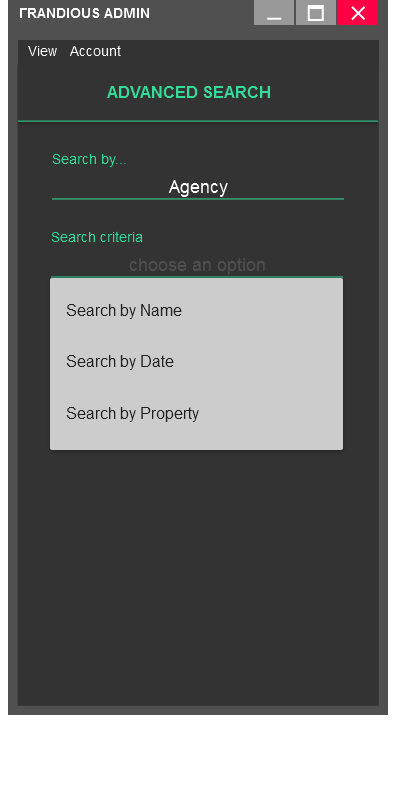 FRANDIOUS ADMIN
View Account
ADVANCED SEARCH
Search by...
Agency
Search criteria
choose an option
Search by Name
Search by Date
Search by Property